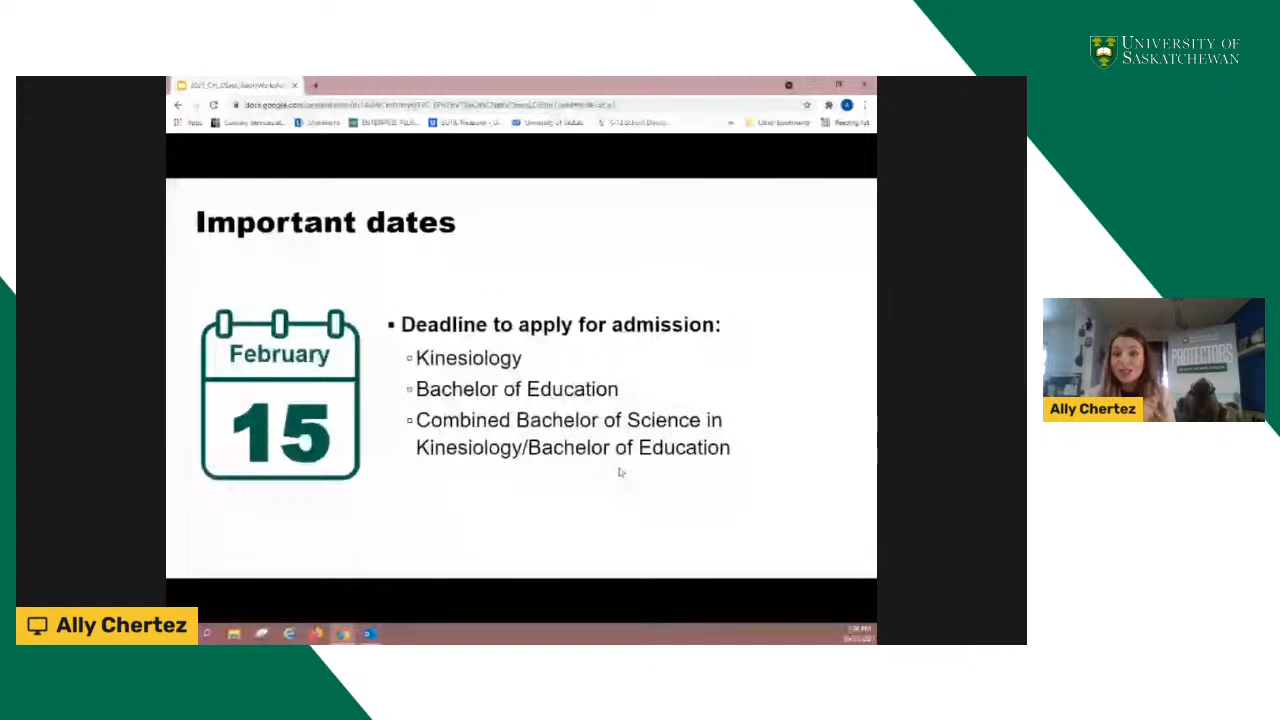 UNIVERSITY OF
SASKATCHEWAN
Important dates
February
15
▪ Deadline to apply for admission:
▫ Kinesiology
▫ Bachelor of Education
▫ Combined Bachelor of Science in
Kinesiology/Bachelor of Education
PROTECTORS
Ally Chertez
Ally Chertez